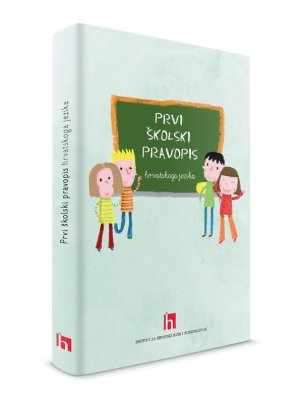 Prvi školski pravopis hrvatskoga jezika
h
PRVI
ŠKOLSKI
PRAVOPIS
hrvatskoga jezika
h
INSTITUT ZA HRVATSKI JEZIK I JEZIKOSLOVLJE